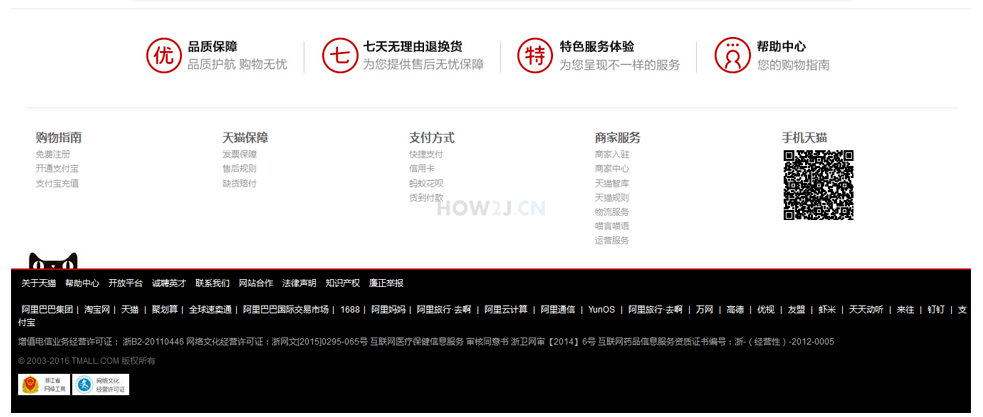 优 品质保障 七 七天无理由退换货 特 特色服务体验 帮助中心
品质护航 购物无忧 为您提供售后无忧保障 为您呈现不一样的服务 您的购物指南
购物指南 天猫保障 支付方式 商家服务 手机天猫
免费注册 发票保障 快捷支付 商家入驻
开通支付宝 售后规则 信用卡 商家中心
支付宝充值 缺货赔付 蚂蚁花呗 天猫智库
货到付款 天猫规则
HOW2J.CN
物流服务
喵言喵语
运营服务
关于天猫 帮助中心 开放平台 诚聘英才 联系我们 网站合作 法律声明 知识产权 廉正举报
阿里巴巴集团 | 淘宝网 | 天猫 | 聚划算 | 全球速卖通 | 阿里巴巴国际交易市场 | 1688 | 阿里妈妈 | 阿里旅行·去啊 | 阿里云计算 | 阿里通信 | YunOS | 阿里旅行·去啊 | 万网 | 高德 | 优视 | 友盟 | 虾米 | 天天动听 | 来往 | 钉钉 | 支
付宝
增值电信业务经营许可证： 浙B2-20110446 网络文化经营许可证：浙网文[2015]0295-065号 互联网医疗保健信息服务 审核同意书 浙卫网审【2014】6号 互联网药品信息服务资质证书编号：浙-（经营性）-2012-0005
© 2003-2016 TMALL.COM 版权所有
浙江省 网络文化
网警工具 经营许可证